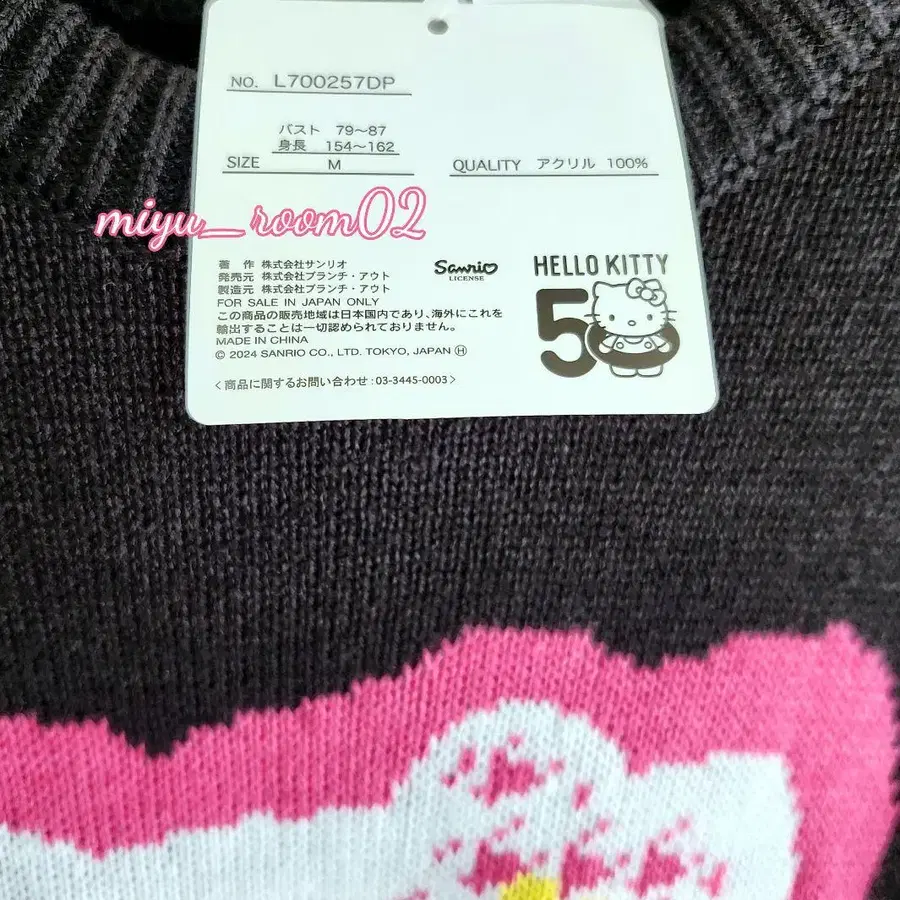 NO. L700257DP
バスト 79〜87
身長 154〜162
SIZE M
QUALITY アクリル 100%
miyu_room02
著 作 株式会社サンリオ
発売元 株式会社ブランチ・アウト
製造元 株式会社ブランチ・アウト
FOR SALE IN JAPAN ONLY
この商品の販売地域は日本国内であり、海外にこれを
輸出することは一切認められておりません。
MADE IN CHINA
© 2024 SANRIO CO., LTD. TOKYO, JAPAN Ⓗ
<商品に関するお問い合わせ:03-3445-0003>
Sanrio
LICENSE
HELLO KITTY
50